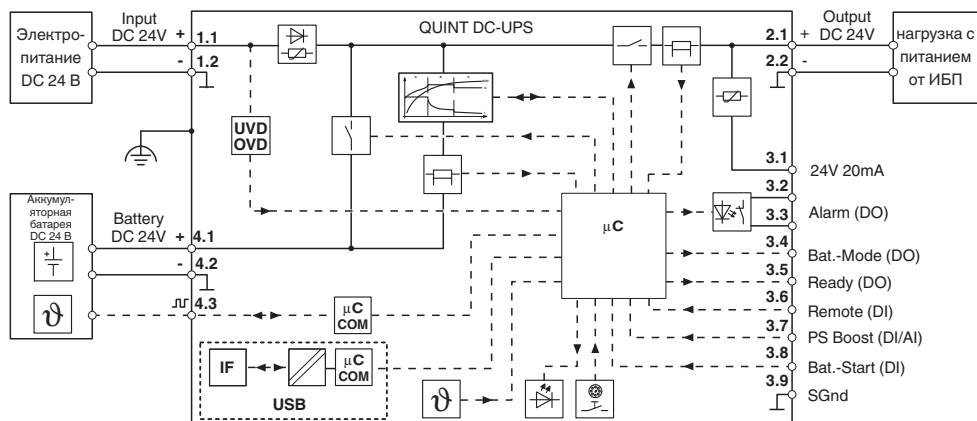 Электро-
питание
DC 24 В
Input
DC 24V +
-
1.1
1.2
QUINT DC-UPS
2.1
2.2
Output
+ DC 24V
-
нагрузка с
питанием
от ИБП
UVD
OVD
Аккумул-
яторная
батарея
DC 24 В
+
ϑ
Battery
DC 24V +
-
4.1
4.2
4.3
µC
COM
IF
µC
COM
USB
ϑ
µC
3.1
24V 20mA
3.2
3.3
Alarm (DO)
3.4
Bat.-Mode (DO)
3.5
Ready (DO)
3.6
Remote (DI)
3.7
PS Boost (DI/AI)
3.8
Bat.-Start (DI)
3.9
SGnd